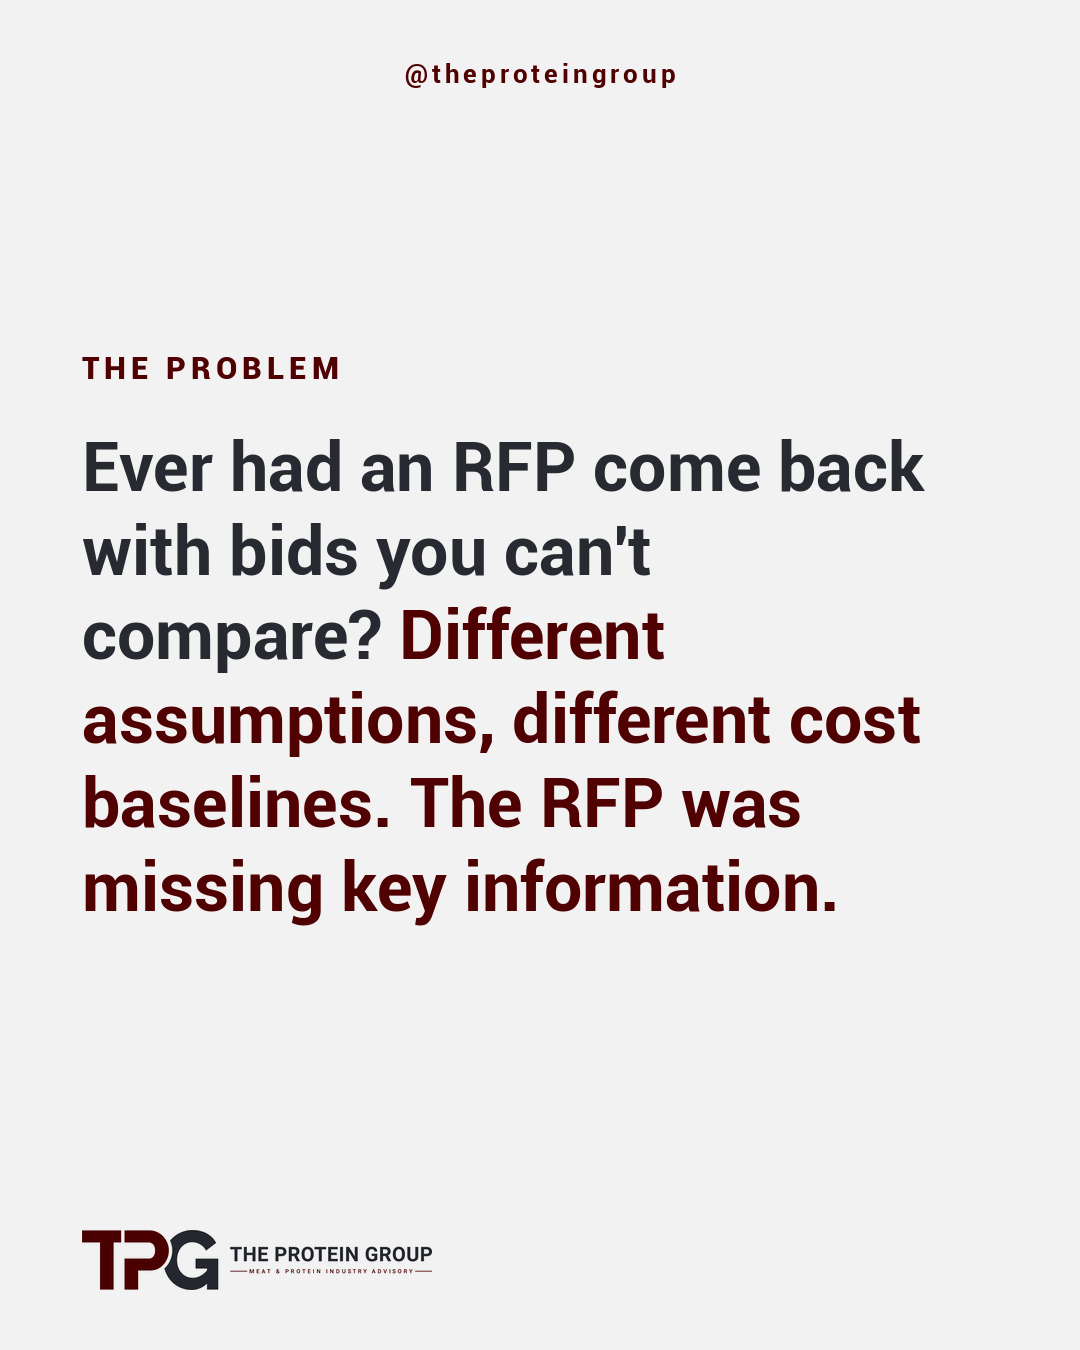 @theproteingroup
THE PROBLEM
Ever had an RFP come back
with bids you can't
compare? Different
assumptions, different cost
baselines. The RFP was
missing key information.
TPG
THE PROTEIN GROUP
MEAT & PROTEIN INDUSTRY ADVISORY